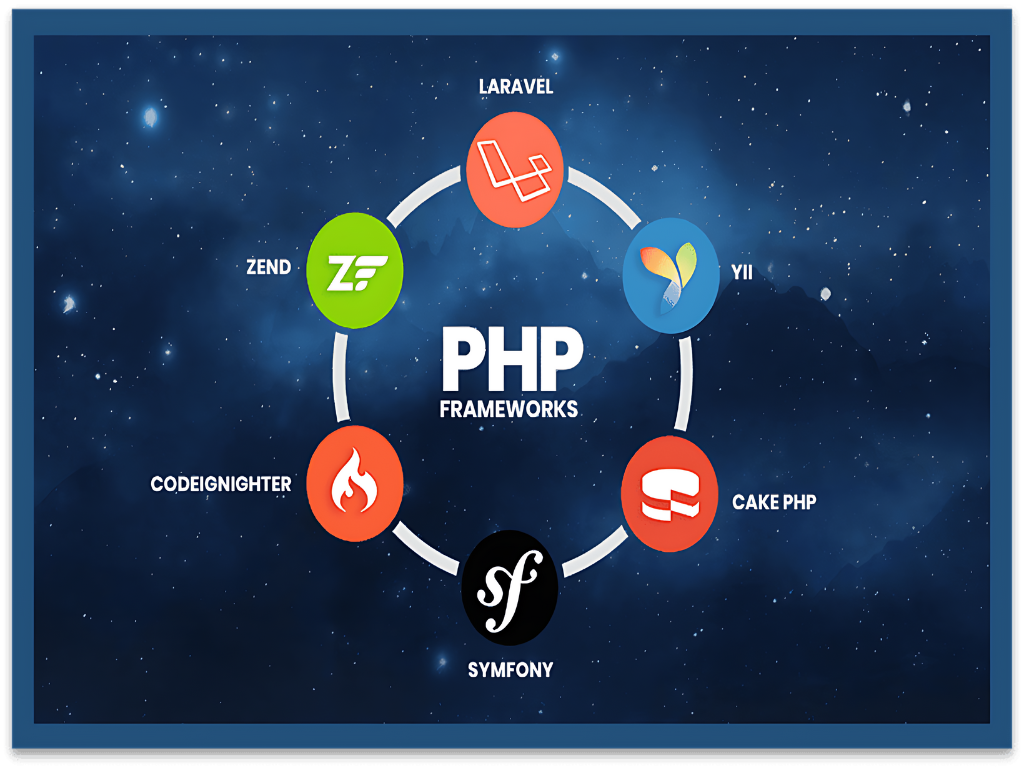 LARAVEL
ZEND
YII
PHP
FRAMEWORKS
CODEIGNIGHTER
CAKE PHP
SYMFONY